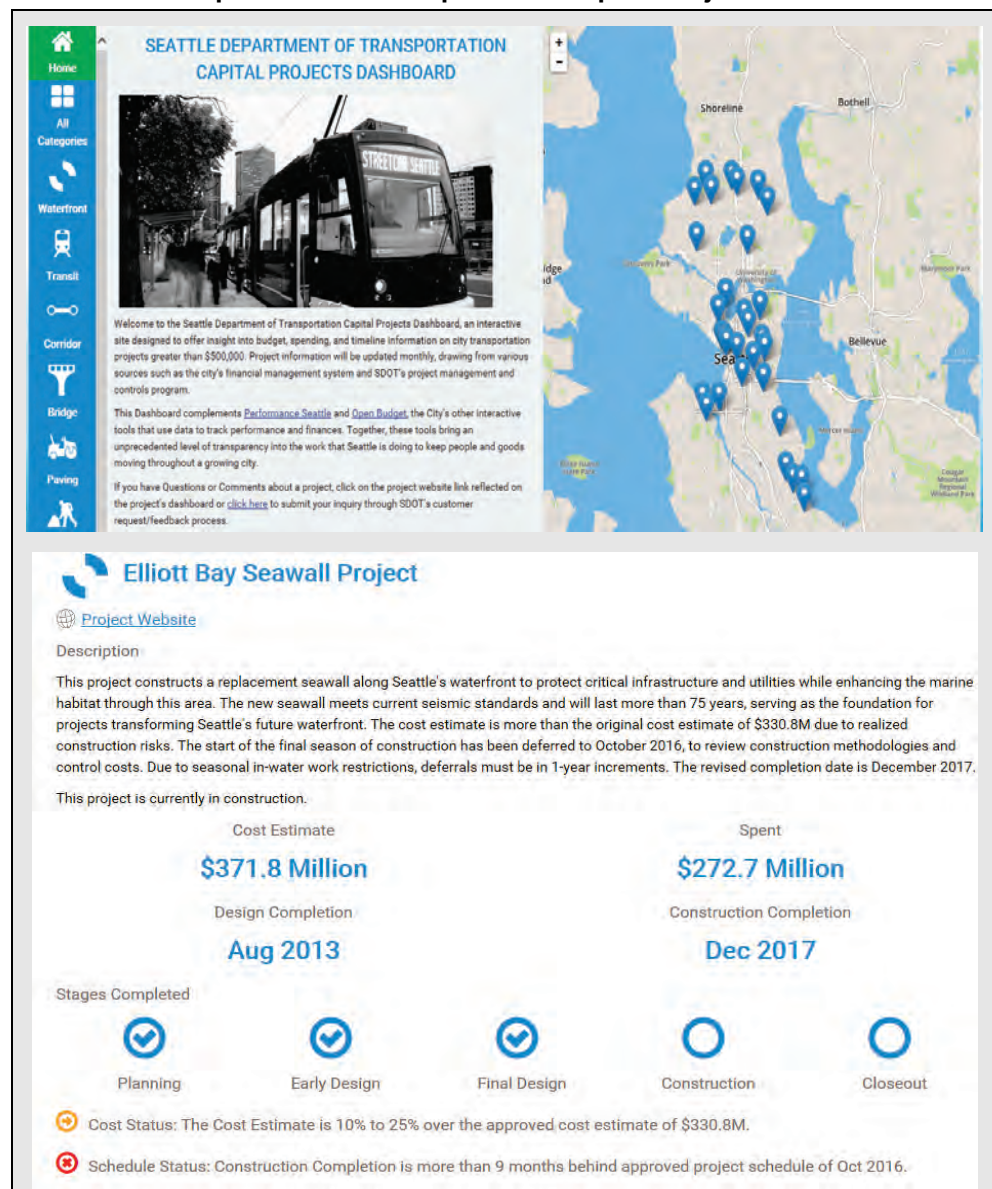 Home
All
Categories
Waterfront
Transit
Corridor
Bridge
Paving
SEATTLE DEPARTMENT OF TRANSPORTATION
CAPITAL PROJECTS DASHBOARD
STREETCAR SEATTLE
Welcome to the Seattle Department of Transportation Capital Projects Dashboard, an interactive
site designed to offer insight into budget, spending, and timeline information on city transportation
projects greater than $500,000. Project information will be updated monthly, drawing from various
sources such as the city's financial management system and SDOT's project management and
controls program.
This Dashboard complements Performance Seattle and Open Budget, the City's other interactive
tools that use data to track performance and finances. Together, these tools bring an
unprecedented level of transparency into the work that Seattle is doing to keep people and goods
moving throughout a growing city.
If you have Questions or Comments about a project, click on the project website link reflected on
the project's dashboard or click here to submit your inquiry through SDOT's customer
request/feedback process.
+
-
Shoreline
Bothell
University of
Washington
Marymoor Park
Bellevue
Sea
Mercer Island
Cougar
Mountain
Regional
Wildland Park
Elliott Bay Seawall Project
Project Website
Description
This project constructs a replacement seawall along Seattle's waterfront to protect critical infrastructure and utilities while enhancing the marine
habitat through this area. The new seawall meets current seismic standards and will last more than 75 years, serving as the foundation for
projects transforming Seattle's future waterfront. The cost estimate is more than the original cost estimate of $330.8M due to realized
construction risks. The start of the final season of construction has been deferred to October 2016, to review construction methodologies and
control costs. Due to seasonal in-water work restrictions, deferrals must be in 1-year increments. The revised completion date is December 2017.
This project is currently in construction.
Cost Estimate
Spent
$371.8 Million
$272.7 Million
Design Completion
Construction Completion
Aug 2013
Dec 2017
Stages Completed
Planning
Early Design
Final Design
Construction
Closeout
Cost Status: The Cost Estimate is 10% to 25% over the approved cost estimate of $330.8M.
Schedule Status: Construction Completion is more than 9 months behind approved project schedule of Oct 2016.